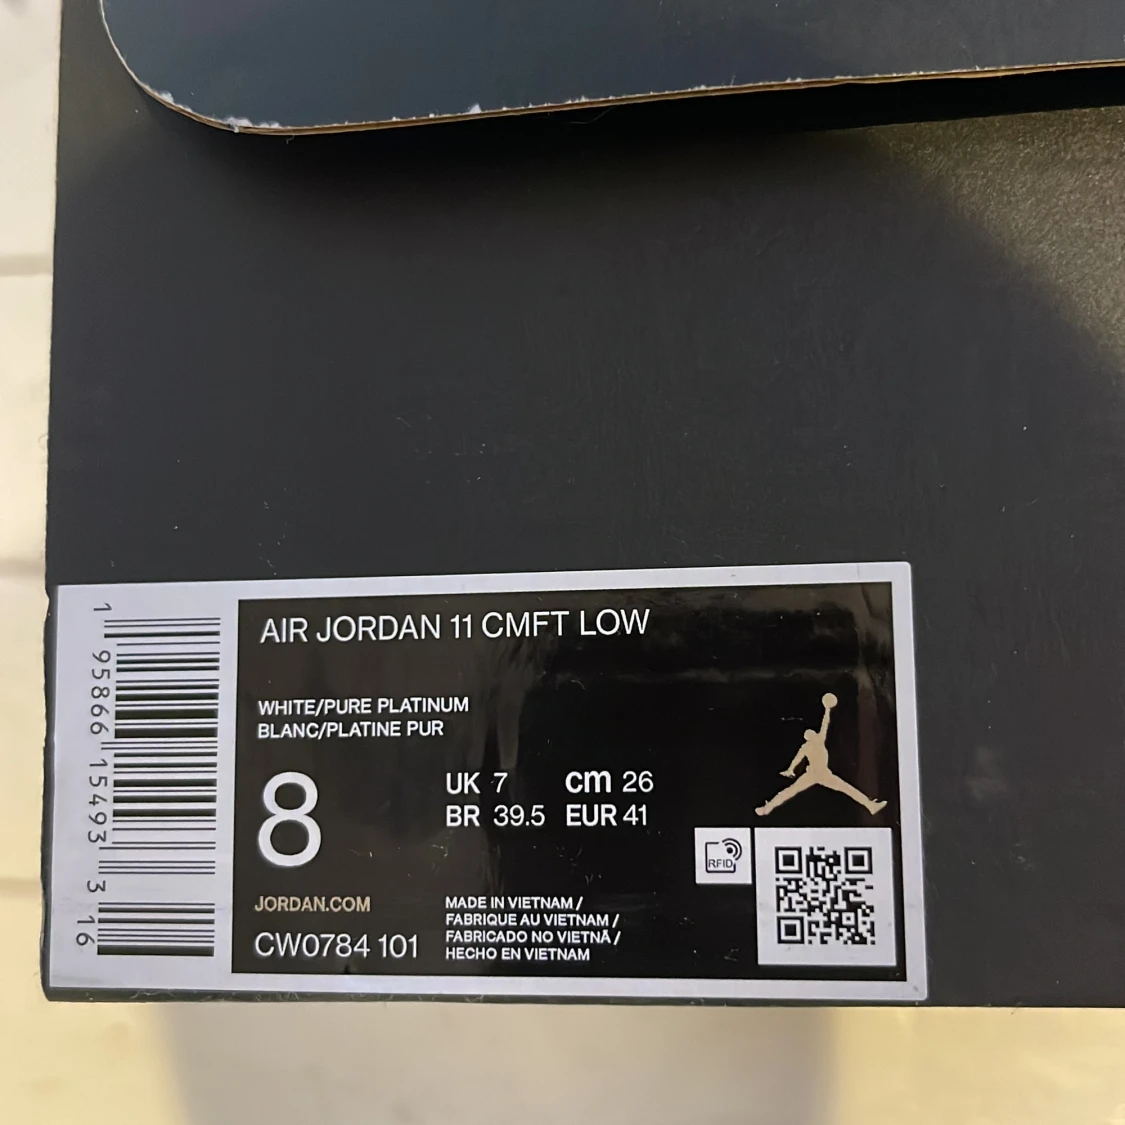 AIR JORDAN 11 CMFT LOW
WHITE/PURE PLATINUM
BLANC/PLATINE PUR
8
UK 7 cm 26
BR 39.5 EUR 41
RFID
JORDAN.COM
CW0784 101
MADE IN VIETNAM /
FABRIQUE AU VIETNAM /
FABRICADO NO VIETNÃ /
HECHO EN VIETNAM
1 95866 15493 3 16